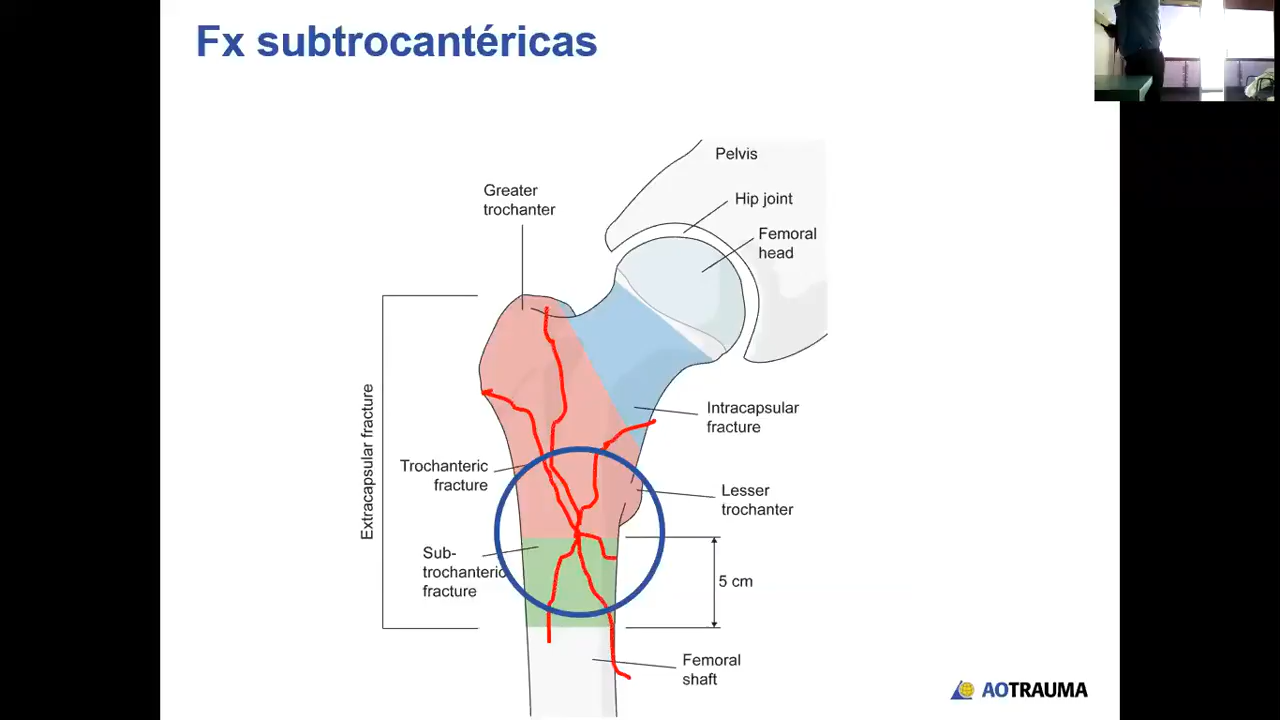 Fx subtrocantéricas
Pelvis
Greater
trochanter
Hip joint
Femoral
head
Extracapsular fracture
Intracapsular
fracture
Trochanteric
fracture
Lesser
trochanter
Sub-
trochanteric
fracture
5 cm
Femoral
shaft
AOTRAUMA